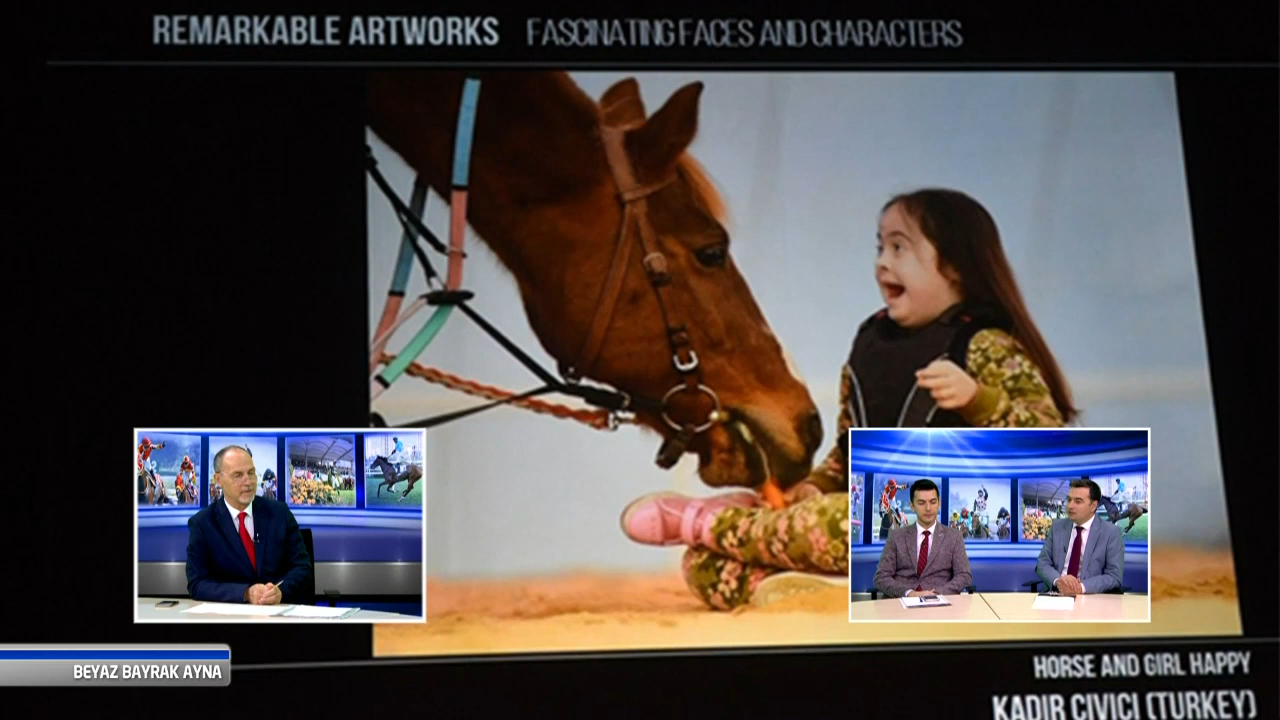 REMARKABLE ARTWORKS FASCINATING FACES AND CHARACTERS
BEYAZ BAYRAK AYNA
HORSE AND GIRL HAPPY
KADIR CIVICI (TURKEY)